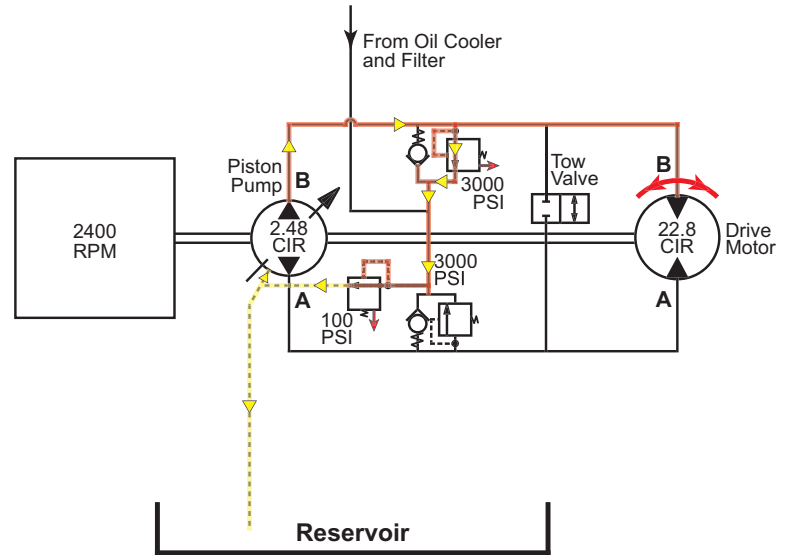 From Oil Cooler
and Filter
Piston
Pump
B
3000
PSI
Tow
Valve
B
2400
RPM
2.48
CIR
22.8
CIR
Drive
Motor
3000
PSI
A
100
PSI
A
Reservoir